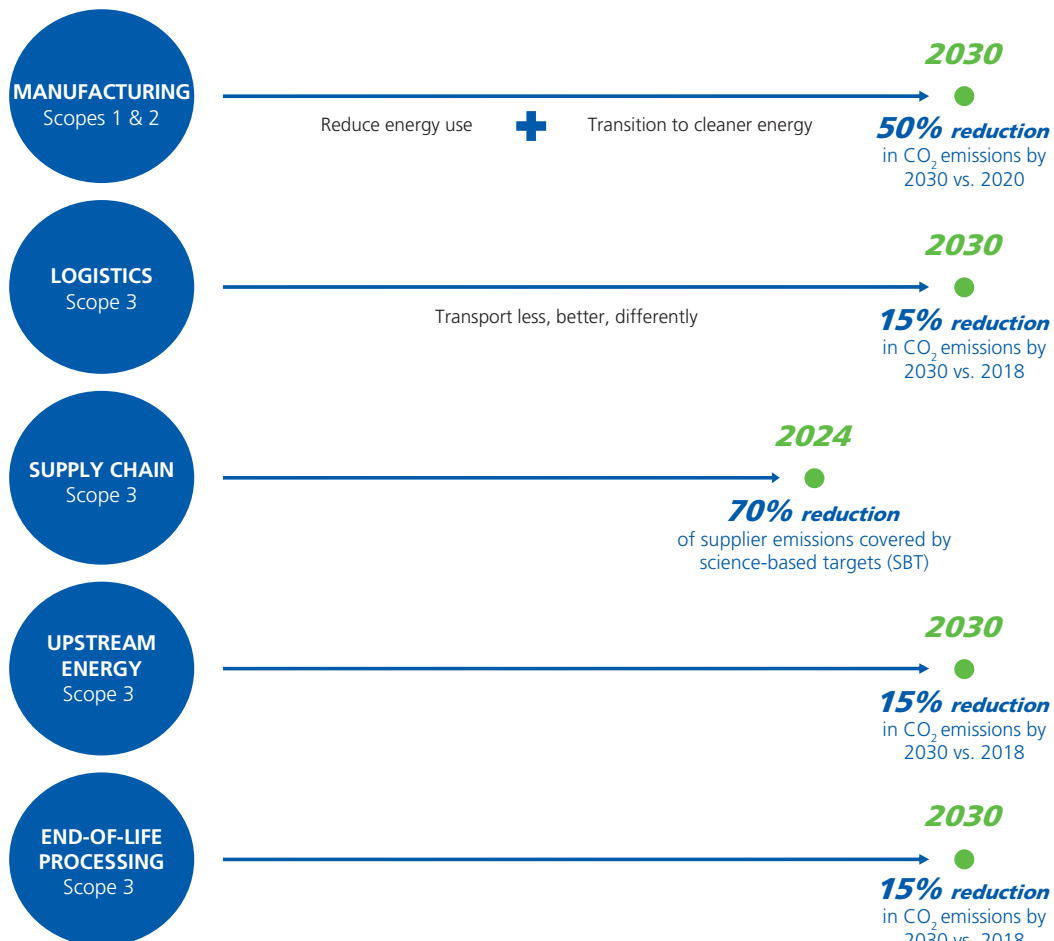 MANUFACTURING
Scopes 1 & 2
Reduce energy use
Transition to cleaner energy
2030
50% reduction
in CO₂ emissions by
2030 vs. 2020
LOGISTICS
Scope 3
Transport less, better, differently
2030
15% reduction
in CO₂ emissions by
2030 vs. 2018
SUPPLY CHAIN
Scope 3
2024
70% reduction
of supplier emissions covered by
science-based targets (SBT)
UPSTREAM
ENERGY
Scope 3
2030
15% reduction
in CO₂ emissions by
2030 vs. 2018
END-OF-LIFE
PROCESSING
Scope 3
2030
15% reduction
in CO₂ emissions by
2030 vs. 2018